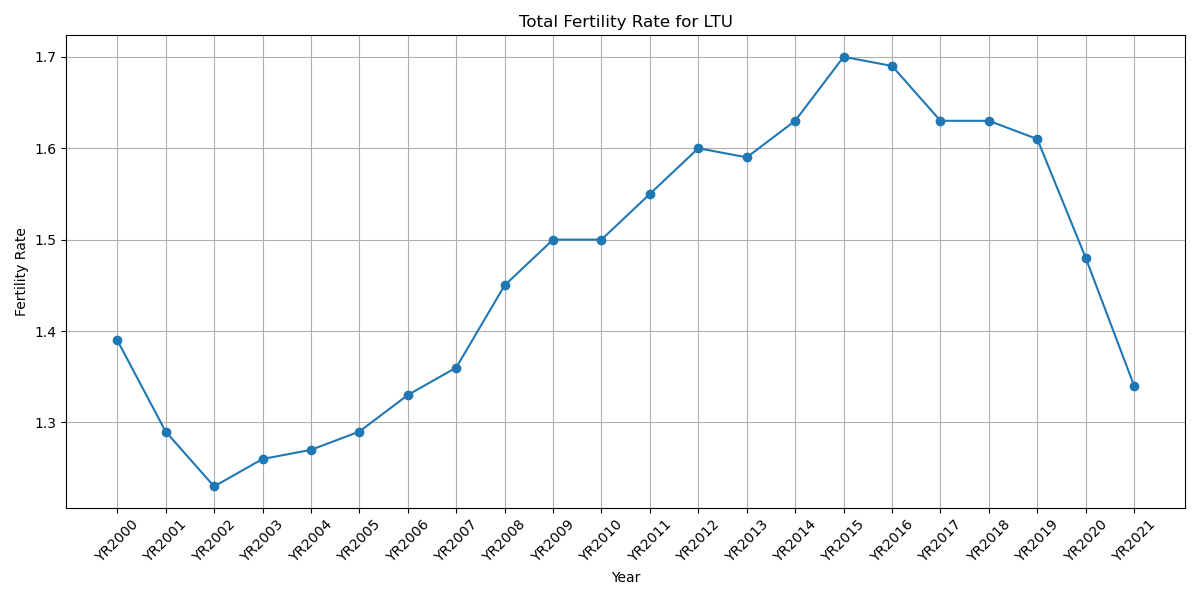 Total Fertility Rate for LTU
Fertility Rate
1.7
1.6
1.5
1.4
1.3
YR2000 YR2001 YR2002 YR2003 YR2004 YR2005 YR2006 YR2007 YR2008 YR2009 YR2010 YR2011 YR2012 YR2013 YR2014 YR2015 YR2016 YR2017 YR2018 YR2019 YR2020 YR2021
Year